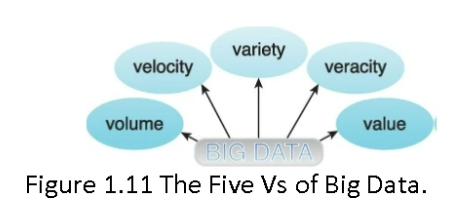 variety
velocity
veracity
volume
value
BIG DATA
Figure 1.11 The Five Vs of Big Data.